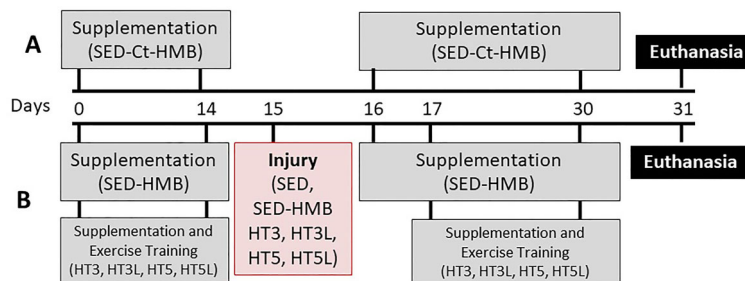 A
Supplementation
(SED-Ct-HMB)
Supplementation
(SED-Ct-HMB)
Euthanasia
Days 0 14 15 16 17 30 31
B
Supplementation
(SED-HMB)
Injury
(SED,
SED-HMB
HT3, HT3L,
HT5, HT5L)
Supplementation
(SED-HMB)
Euthanasia
Supplementation and
Exercise Training
(HT3, HT3L, HT5, HT5L)
Supplementation and
Exercise Training
(HT3, HT3L, HT5, HT5L)